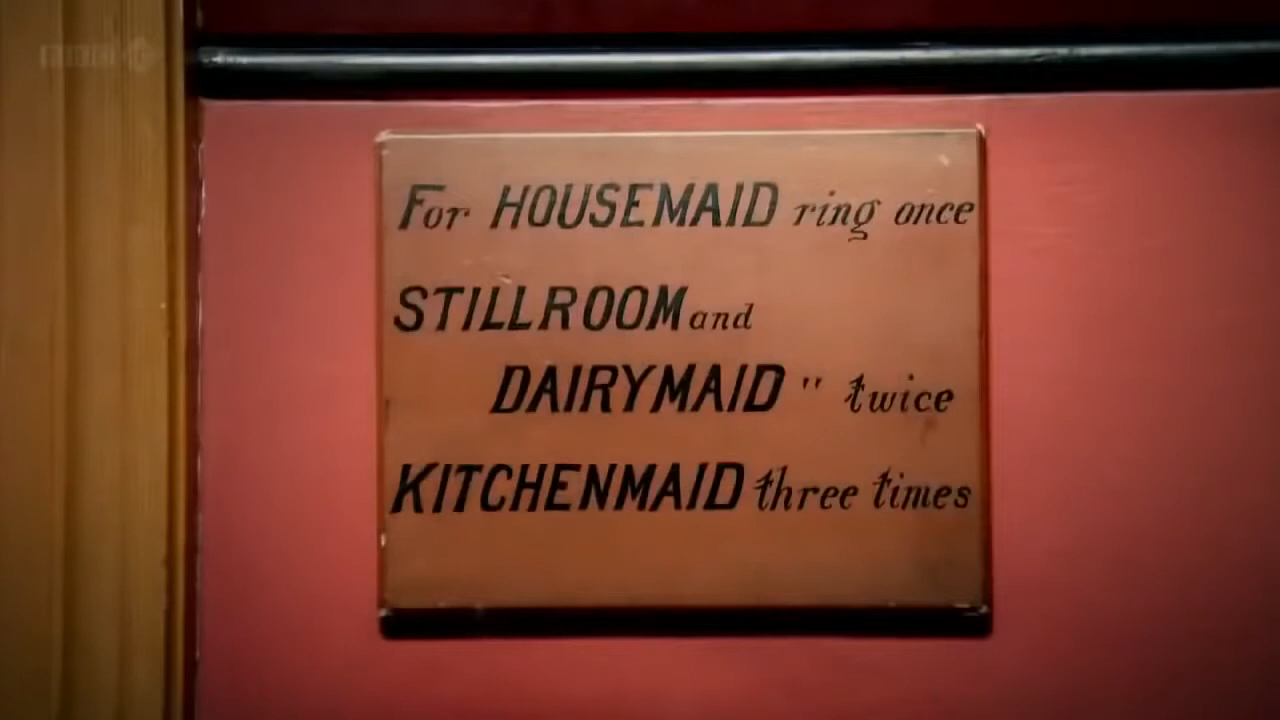 For HOUSEMAID ring once
STILLROOM and
DAIRYMAID " twice
KITCHENMAID three times